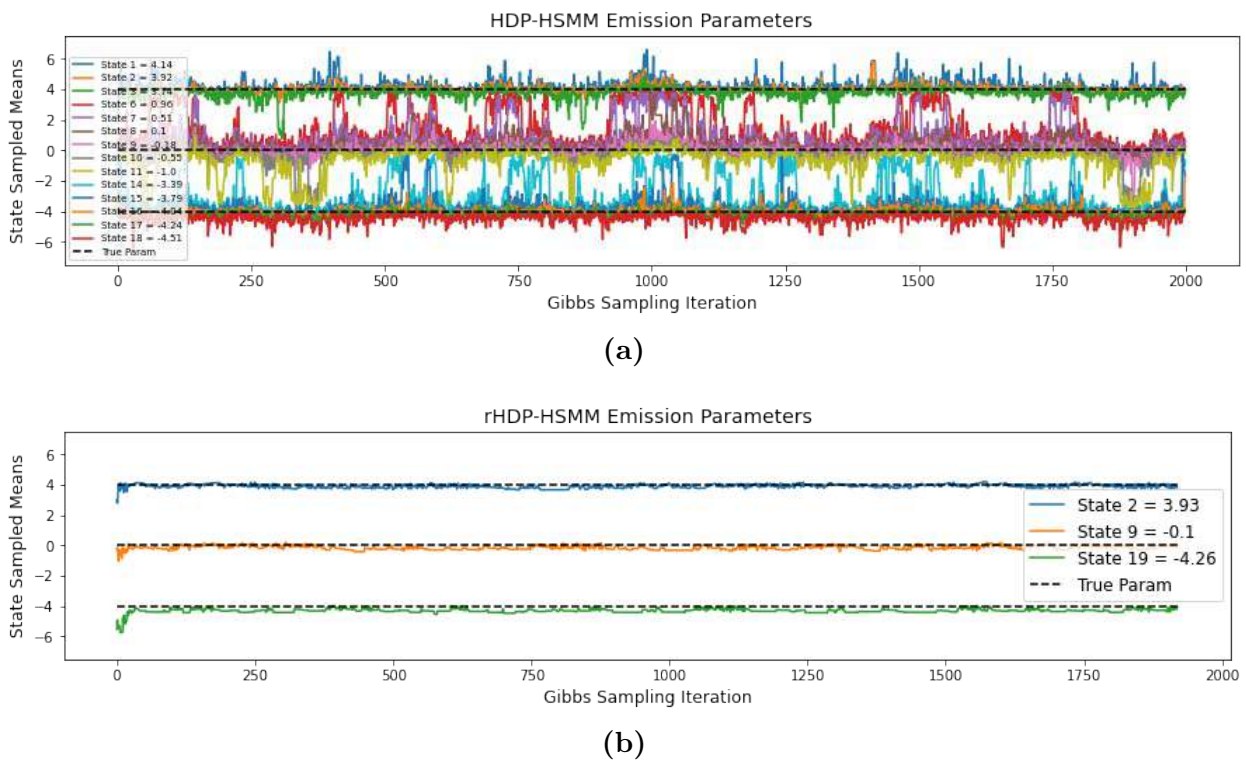 HDP-HSMM Emission Parameters
State Sampled Means
6
4
2
0
−2
−4
−6
State 1 = 4.14
State 2 = 3.92
State 6 = 0.96
State 7 = 0.51
State 8 = 0.1
State 9 = -0.18
State 10 = -0.55
State 11 = -1.0
State 14 = -3.39
State 15 = -3.79
State 17 = -4.24
State 18 = -4.51
True Param
0 250 500 750 1000 1250 1500 1750 2000
Gibbs Sampling Iteration
(a)
rHDP-HSMM Emission Parameters
State Sampled Means
6
4
2
0
−2
−4
−6
State 2 = 3.93
State 9 = -0.1
State 19 = -4.26
True Param
0 250 500 750 1000 1250 1500 1750 2000
Gibbs Sampling Iteration
(b)